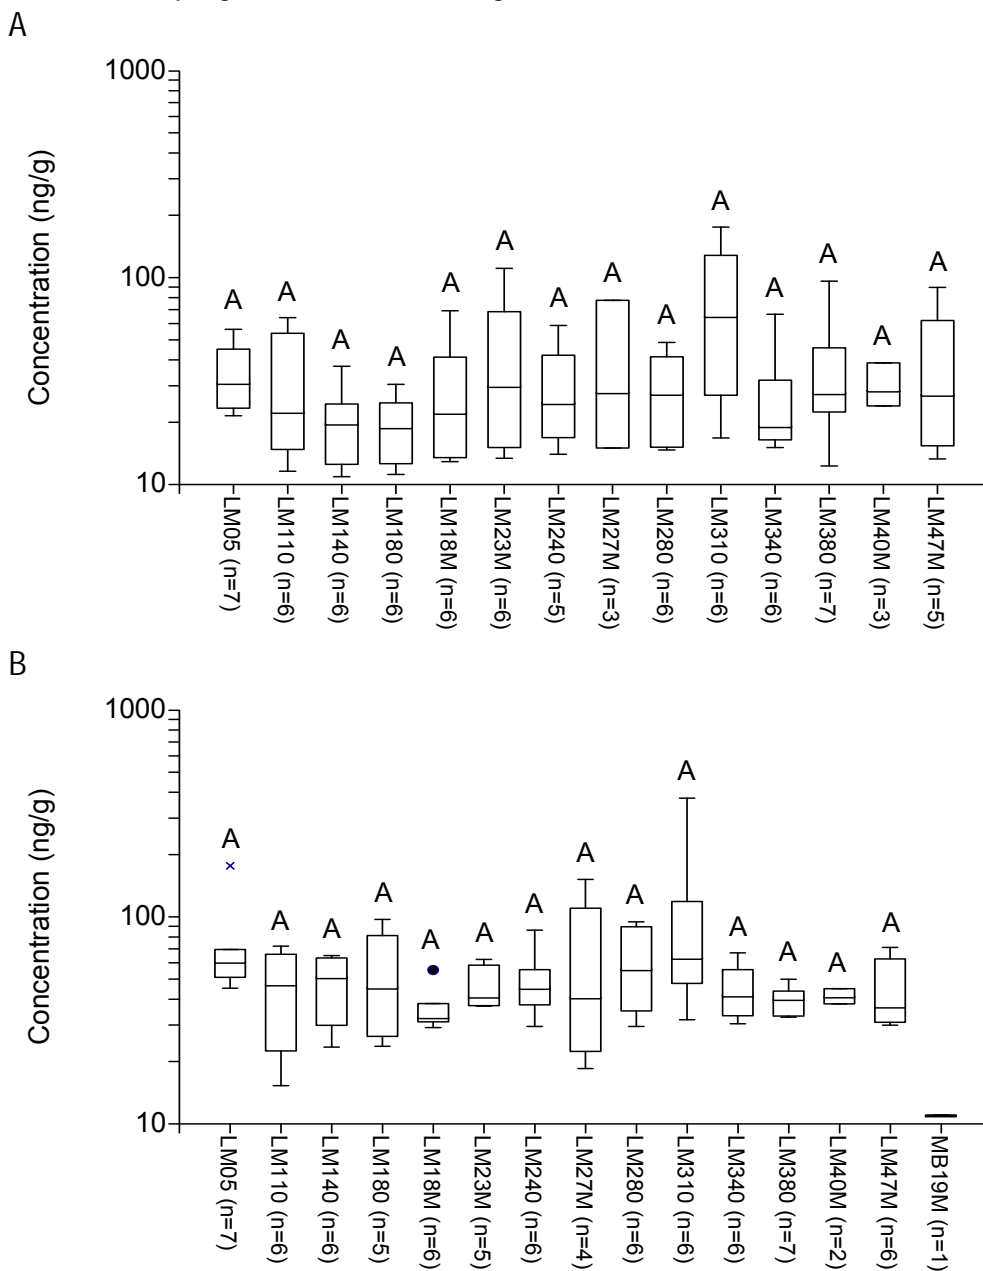 A
1000
100
10
Concentration (ng/g)
A
A
A
A
A
A
A
A
A
A
A
A
A
A
LM05 (n=7)
LM110 (n=6)
LM140 (n=6)
LM180 (n=6)
LM18M (n=6)
LM23M (n=6)
LM240 (n=5)
LM27M (n=3)
LM280 (n=6)
LM310 (n=6)
LM340 (n=6)
LM380 (n=7)
LM40M (n=3)
LM47M (n=5)
B
1000
100
10
Concentration (ng/g)
A
A
A
A
A
A
A
A
A
A
A
A
A
A
LM005 (n=7)
LM110 (n=6)
LM140 (n=6)
LM180 (n=5)
LM18M (n=6)
LM23M (n=5)
LM240 (n=6)
LM27M (n=4)
LM280 (n=6)
LM310 (n=6)
LM340 (n=6)
LM380 (n=7)
LM40M (n=2)
LM47M (n=6)
MB19M (n=1)